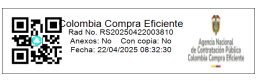 Colombia Compra Eficiente
Rad No. RS20250422003810
Anexos: No Con copia: No
Fecha: 22/04/2025 08:32:30
Agencia Nacional
de Contratación Pública
Colombia Compra Eficiente